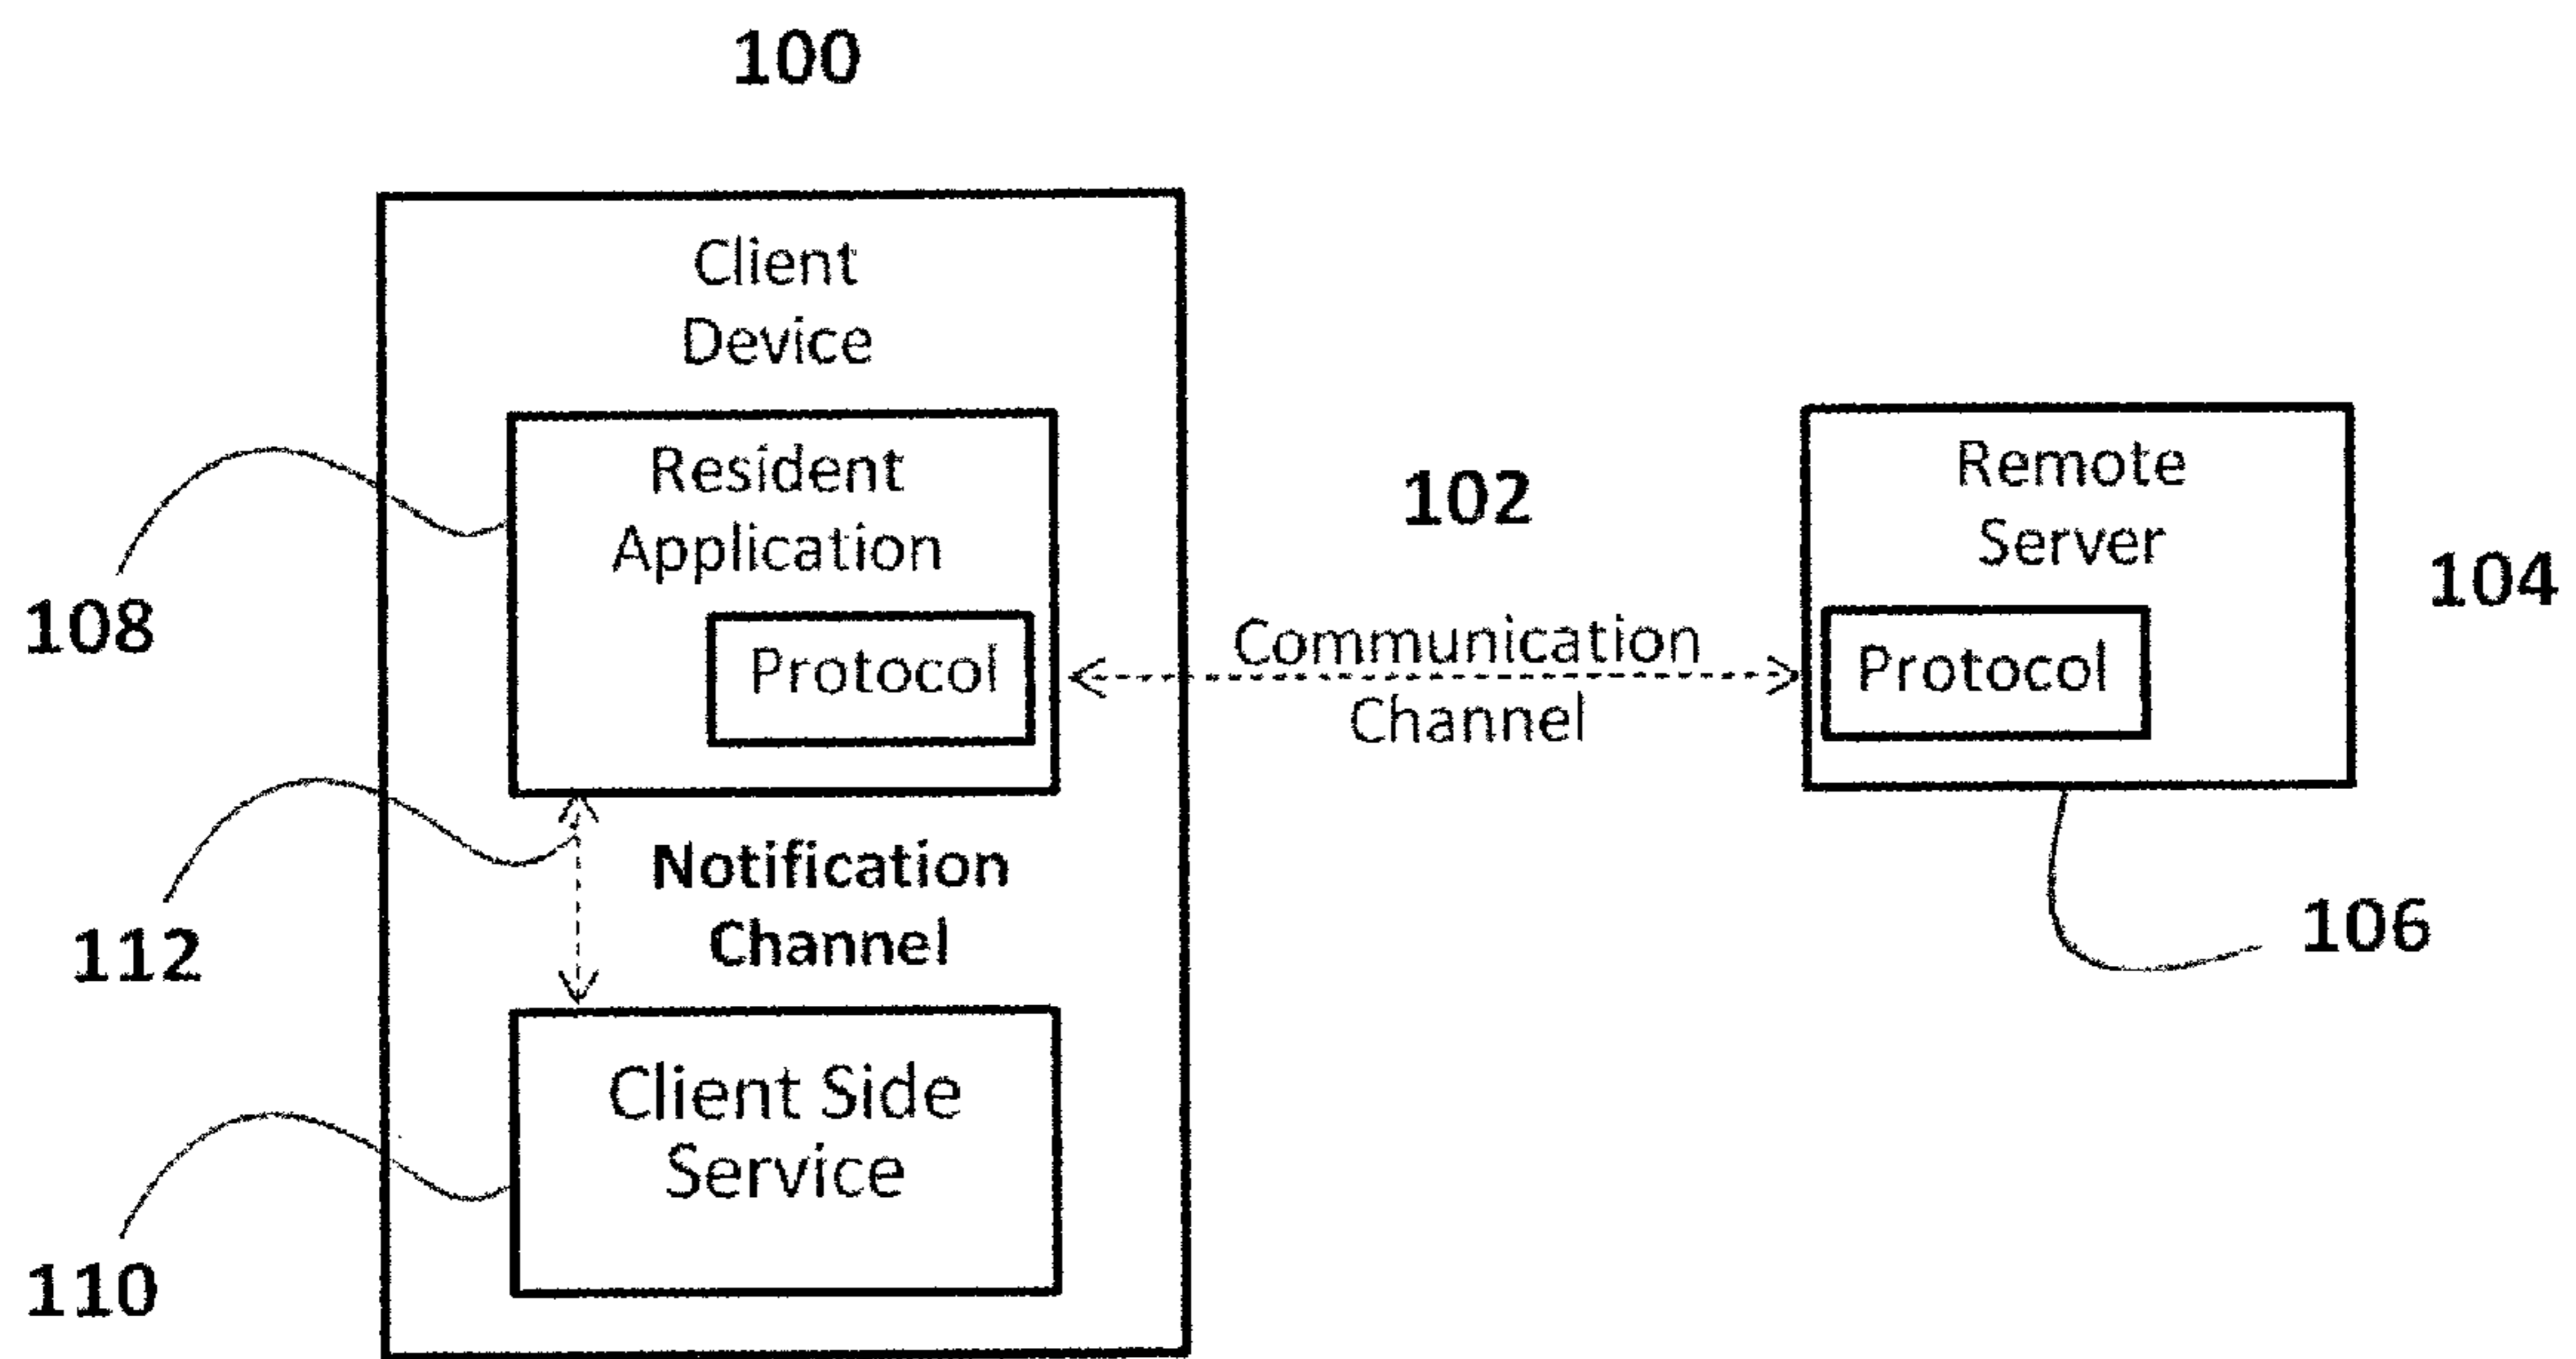 100
Client
Device
Resident
Application
Protocol
108
102
Communication
Channel
Remote
Server
Protocol
104
106
112
Notification
Channel
Client Side
Service
110